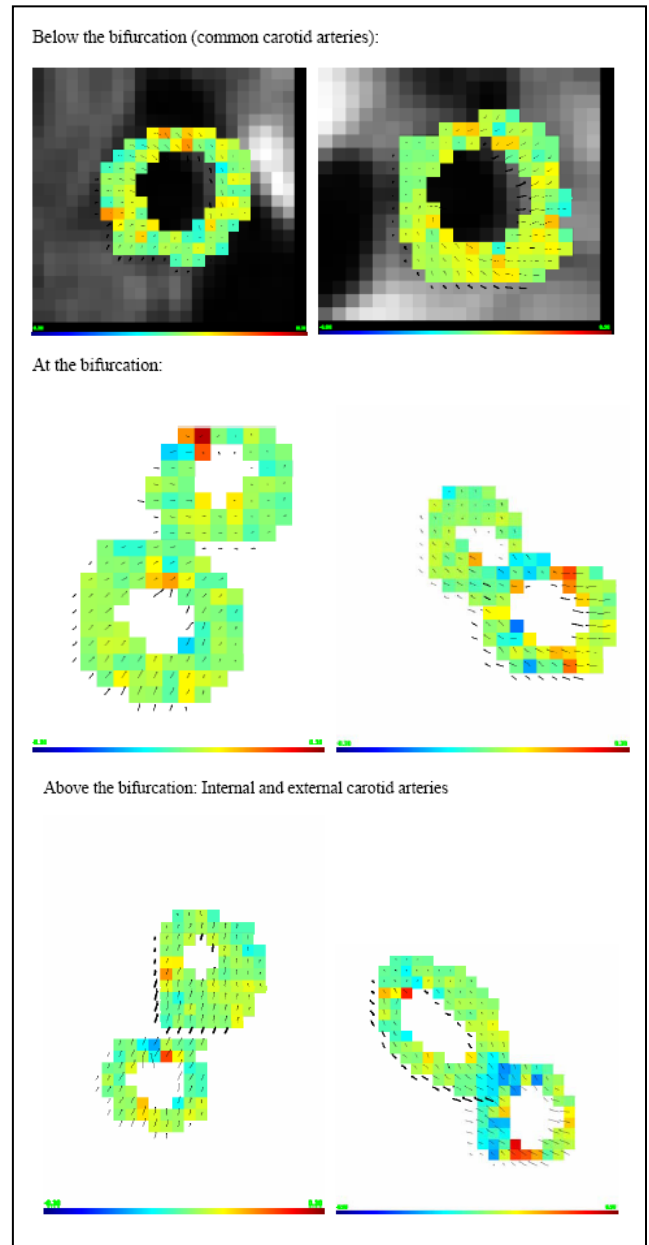 Below the bifurcation (common carotid arteries):
At the bifurcation:
Above the bifurcation: Internal and external carotid arteries